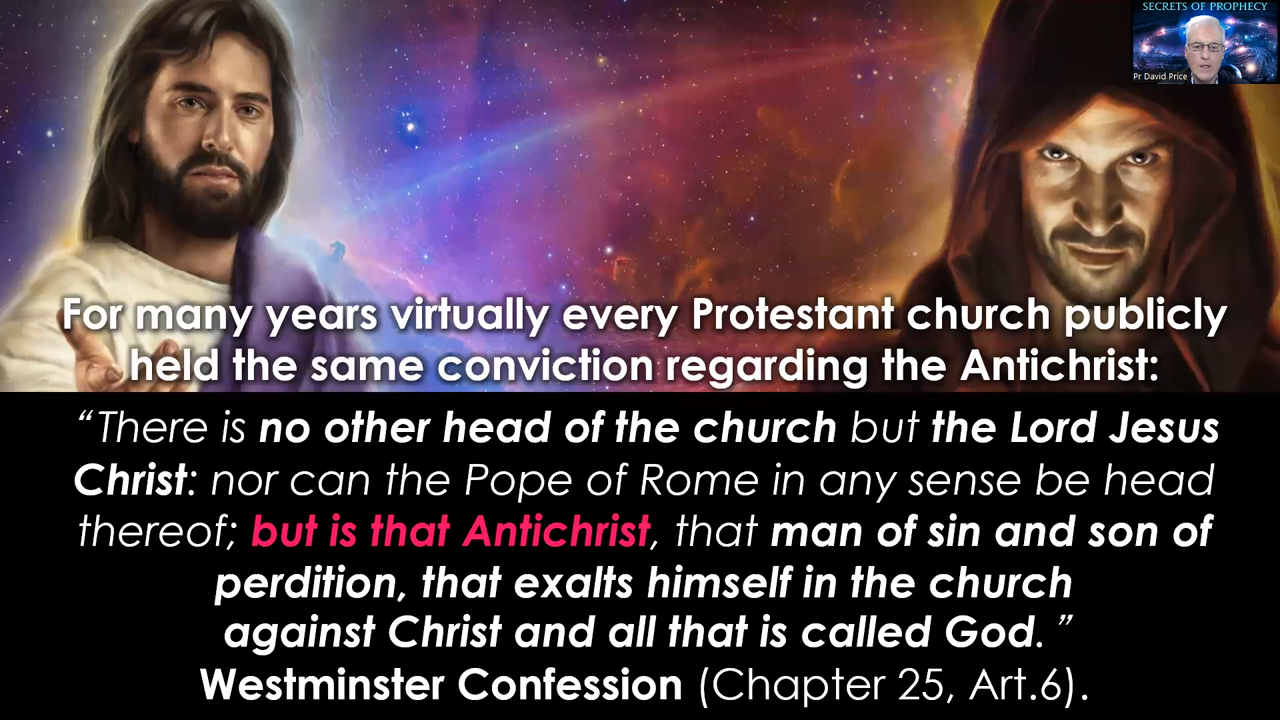 SECRETS OF PROPHECY
Pr David Price
For many years virtually every Protestant church publicly
held the same conviction regarding the Antichrist:
“There is no other head of the church but the Lord Jesus
Christ: nor can the Pope of Rome in any sense be head
thereof; but is that Antichrist, that man of sin and son of
perdition, that exalts himself in the church
against Christ and all that is called God. ”
Westminster Confession (Chapter 25, Art.6).